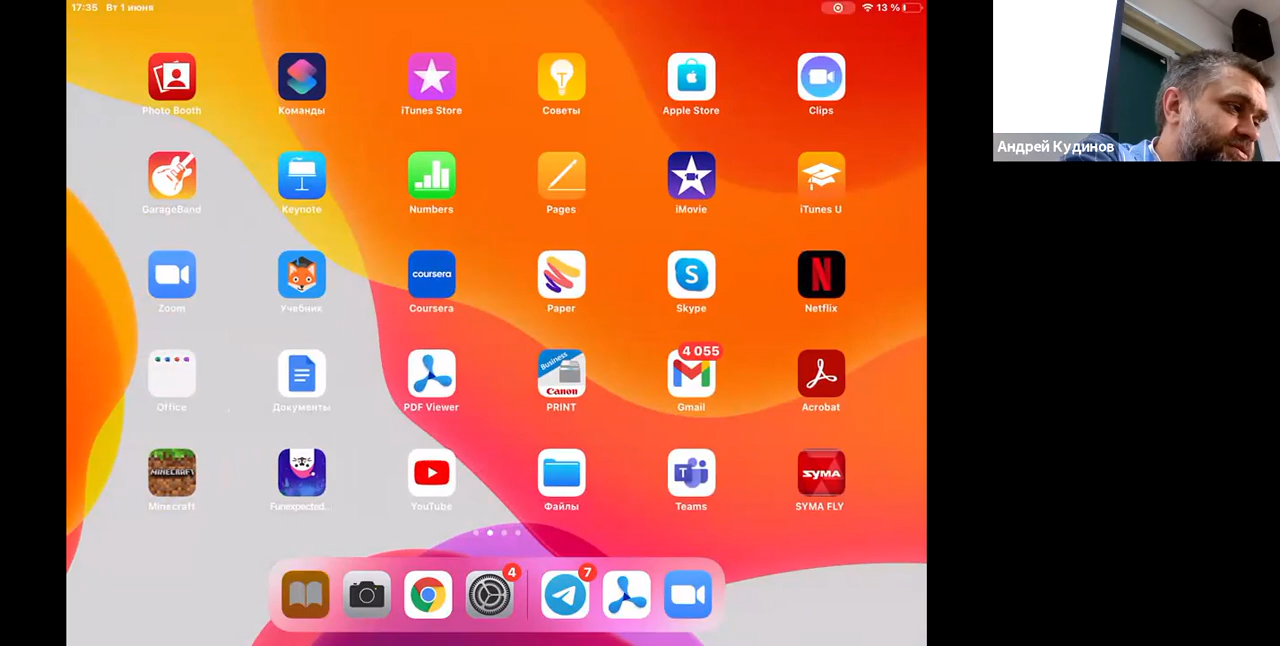 17:35 Вт 1 июня
13 %
Photo Booth
Команды
iTunes Store
Советы
Apple Store
Clips
GarageBand
Keynote
Numbers
Pages
iMovie
iTunes U
Zoom
Учебник
coursera
Coursera
Paper
S
Skype
N
Netflix
Office
Документы
PDF Viewer
Business
Canon
PRINT
4 055
Gmail
Acrobat
MINECRAFT
Minecraft
Funexpected...
YouTube
Файлы
T
Teams
SYMA
SYMA FLY
4
7
Андрей Кудинов